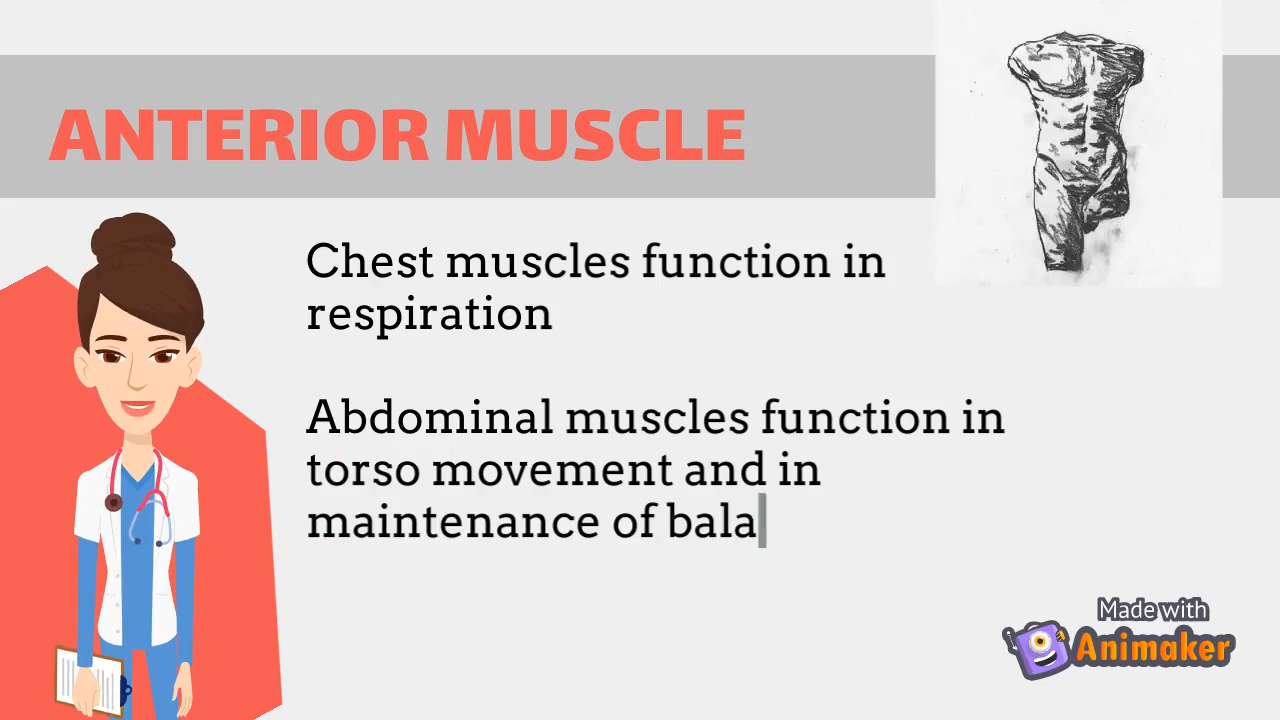 ANTERIOR MUSCLE
Chest muscles function in
respiration
Abdominal muscles function in
torso movement and in
maintenance of bala
Made with
Animaker